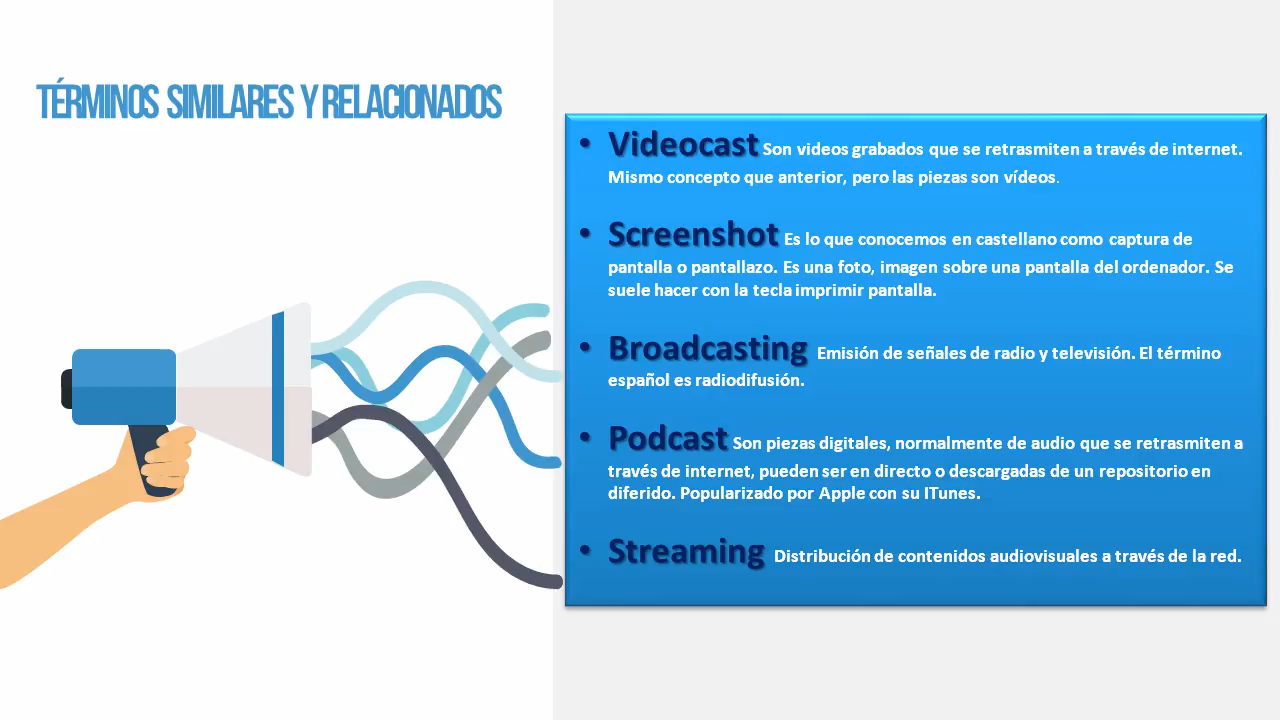 TÉRMINOS SIMILARES Y RELACIONADOS
• Videocast Son videos grabados que se retrasmiten a través de internet.
Mismo concepto que anterior, pero las piezas son vídeos.
• Screenshot Es lo que conocemos en castellano como captura de
pantalla o pantallazo. Es una foto, imagen sobre una pantalla del ordenador. Se
suele hacer con la tecla imprimir pantalla.
• Broadcasting Emisión de señales de radio y televisión. El término
español es radiodifusión.
• Podcast Son piezas digitales, normalmente de audio que se retrasmiten a
través de internet, pueden ser en directo o descargadas de un repositorio en
diferido. Popularizado por Apple con su ITunes.
• Streaming Distribución de contenidos audiovisuales a través de la red.